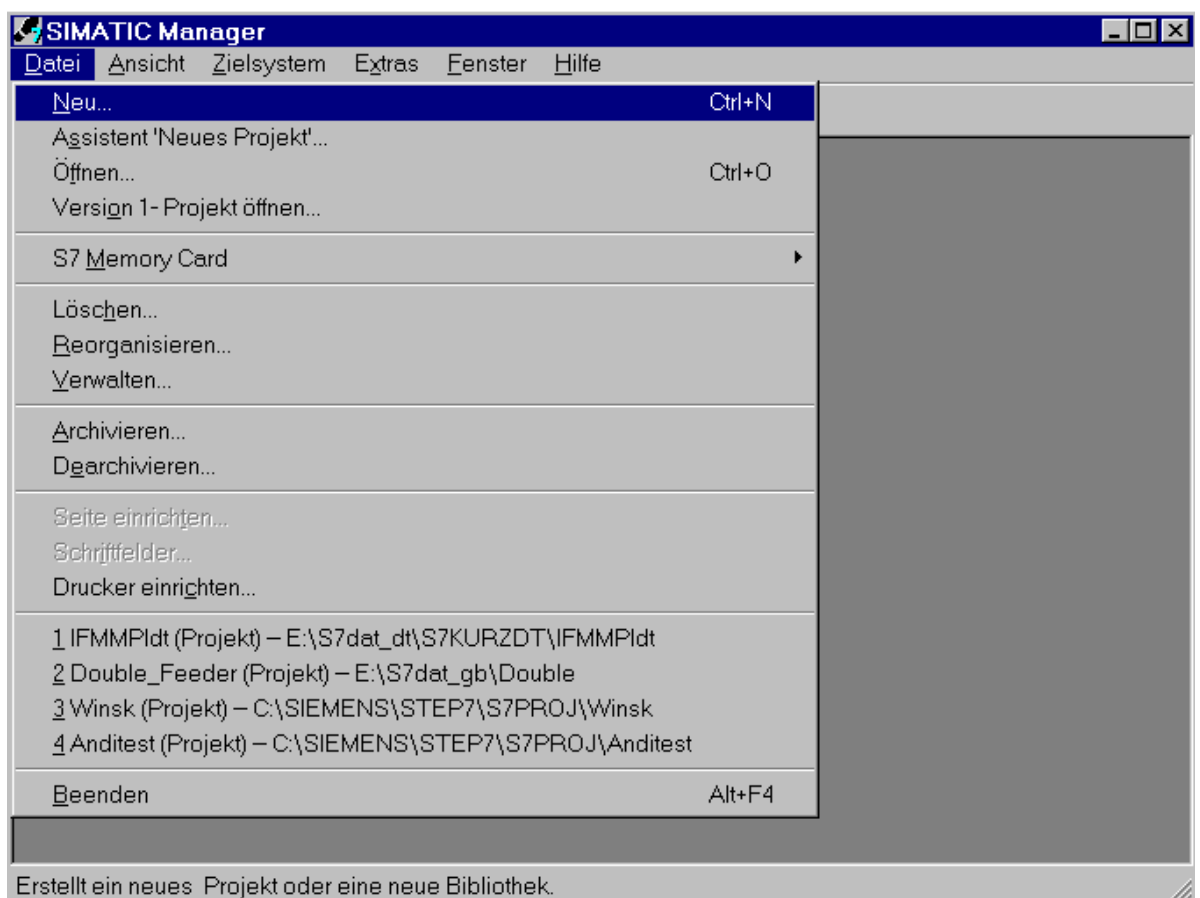 SIMATIC Manager
Datei Ansicht Zielsystem Extras Fenster Hilfe
Neu... Ctrl+N
Assistent 'Neues Projekt'...
Öffnen... Ctrl+O
Version 1- Projekt öffnen...
S7 Memory Card
Löschen...
Reorganisieren...
Verwalten...
Archivieren...
Dearchivieren...
Seite einrichten...
Schriftfelder...
Drucker einrichten...
1 IFMMPldt (Projekt) – E:\S7dat_dt\S7KURZDT\IFMMPldt
2 Double_Feeder (Projekt) – E:\S7dat_gb\Double
3 Winsk (Projekt) – C:\SIEMENS\STEP7\S7PROJ\Winsk
4 Anditest (Projekt) – C:\SIEMENS\STEP7\S7PROJ\Anditest
Beenden Alt+F4
Erstellt ein neues  Projekt oder eine neue Bibliothek.